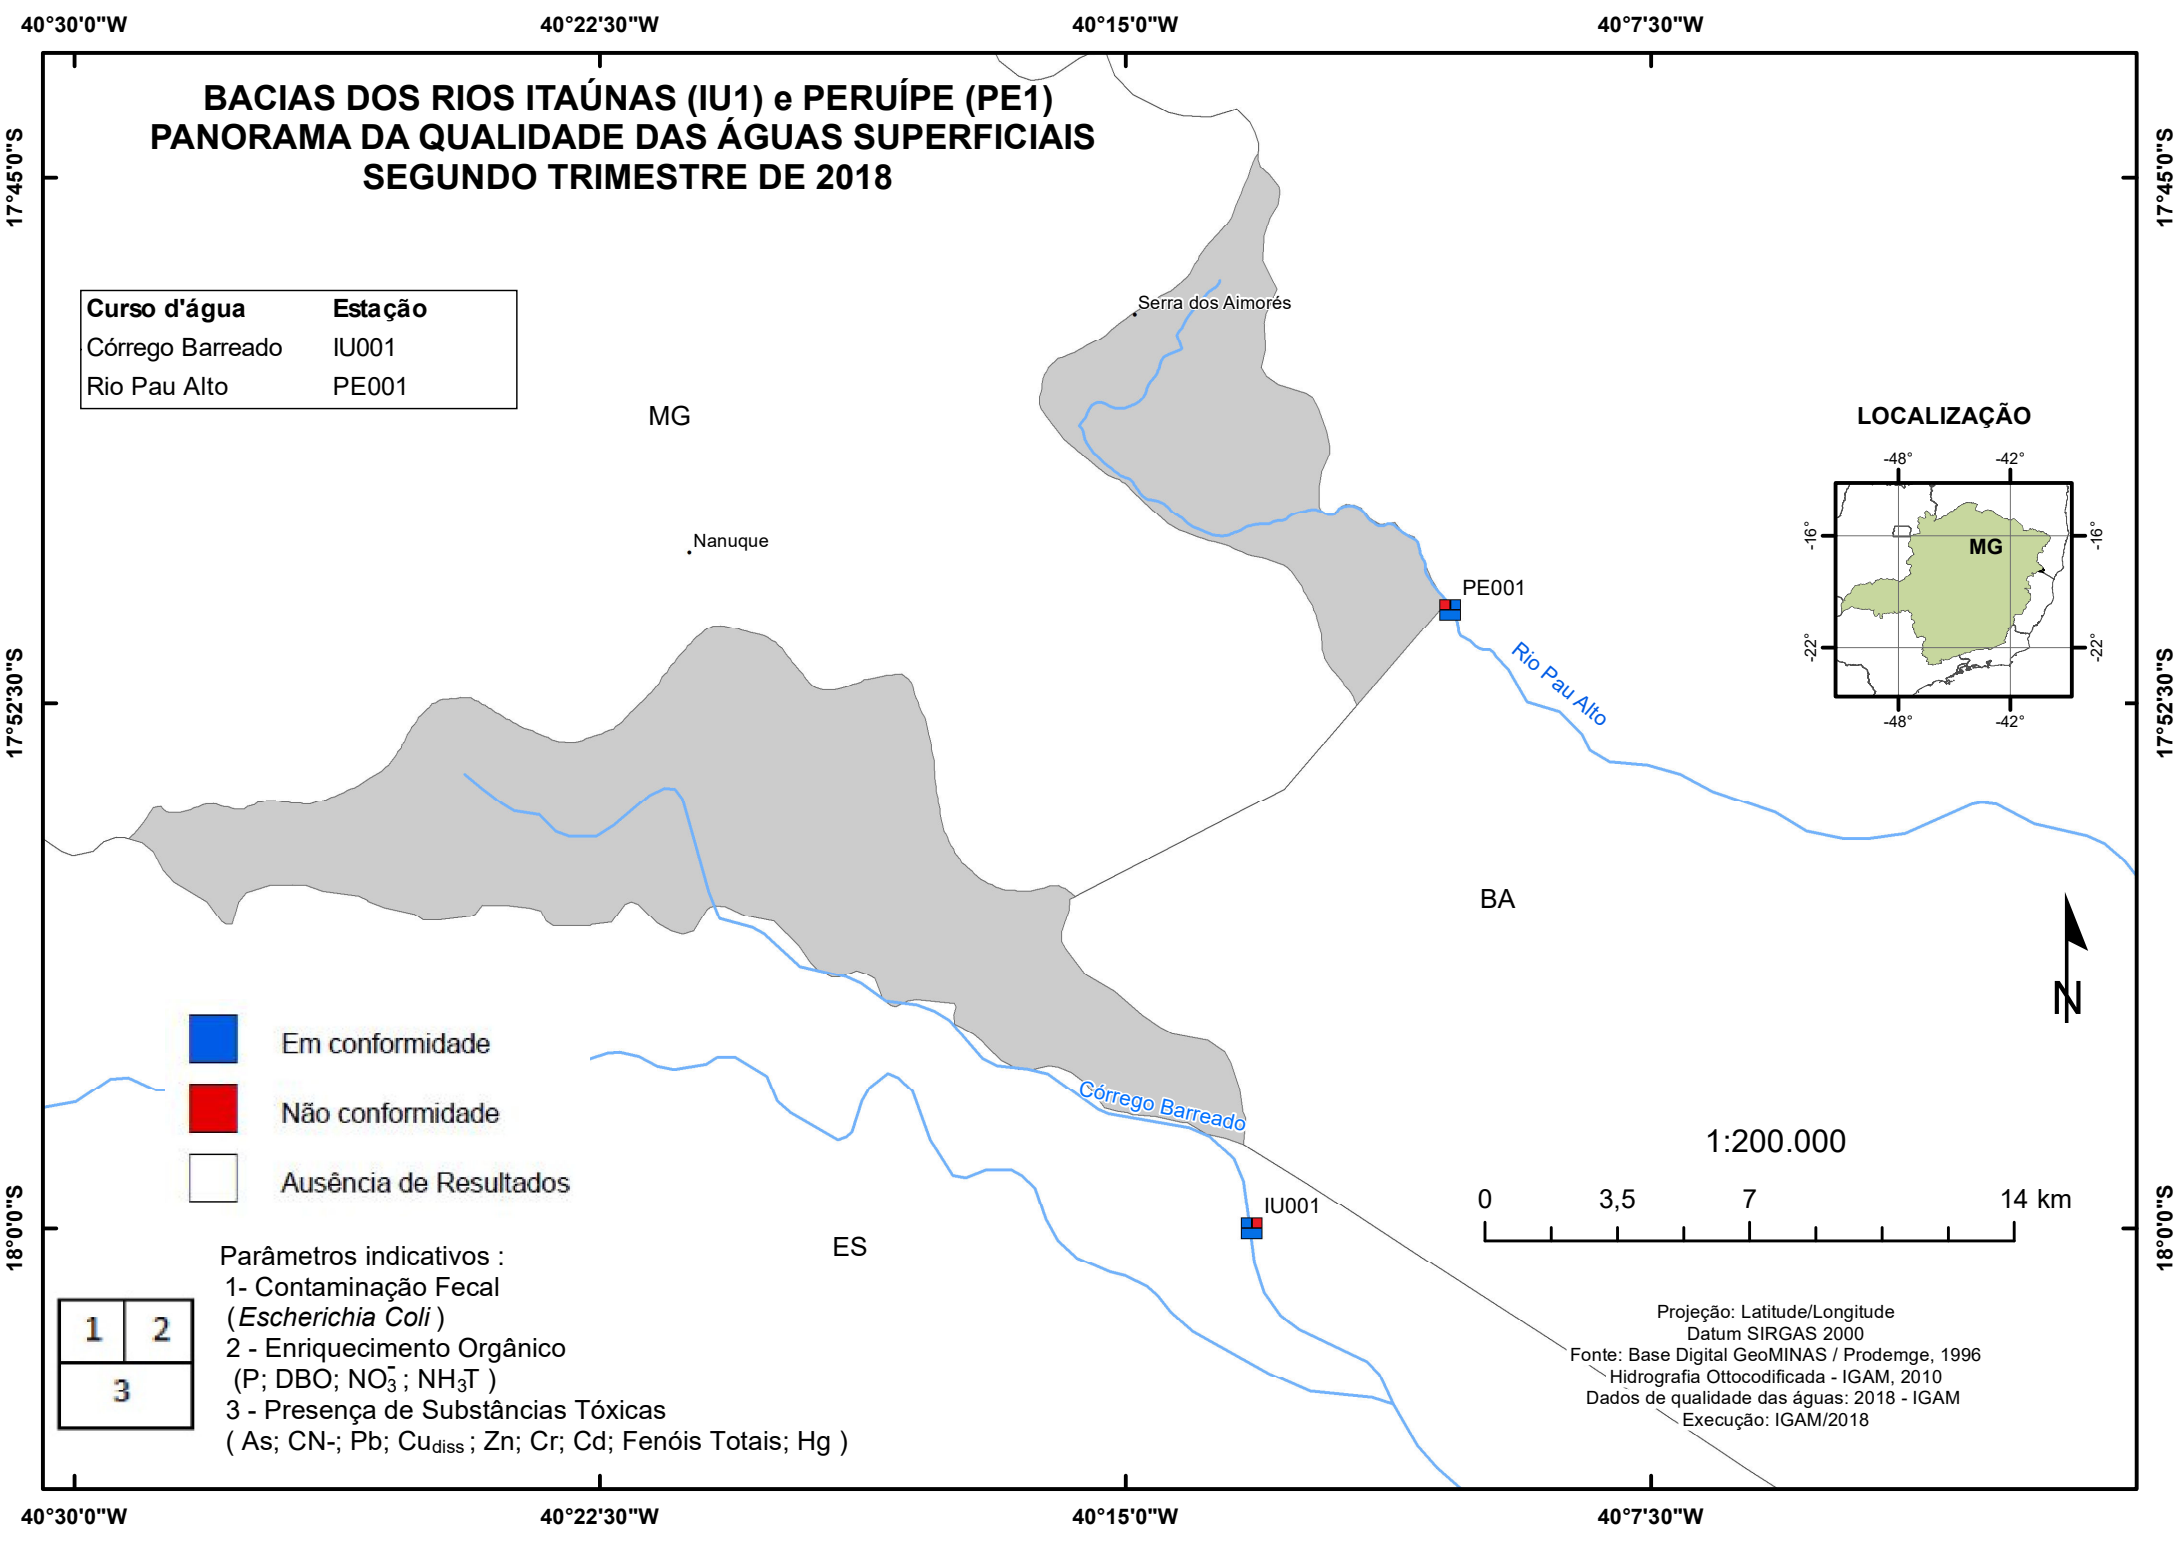 40°30'0"W
40°22'30"W
40°15'0"W
40°7'30"W
BACIAS DOS RIOS ITAÚNAS (IU1) e PERUÍPE (PE1)
PANORAMA DA QUALIDADE DAS ÁGUAS SUPERFICIAIS
SEGUNDO TRIMESTRE DE 2018
17°45'0"S
17°45'0"S
Curso d'água Estação
Córrego Barreado IU001
Rio Pau Alto PE001
Serra dos Aimorés
MG
Nanuque
LOCALIZAÇÃO
-48°
-42°
-16°
MG
-16°
-22°
-22°
-48°
-42°
PE001
Rio Pau Alto
17°52'30"S
17°52'30"S
BA
N
Em conformidade
Não conformidade
Ausência de Resultados
Córrego Barreado
1:200.000
0 3,5 7 14 km
IU001
ES
18°0'0"S
18°0'0"S
Parâmetros indicativos :
1- Contaminação Fecal
(Escherichia Coli )
2 - Enriquecimento Orgânico
(P; DBO; NO₃⁻; NH₃T )
3 - Presença de Substâncias Tóxicas
( As; CN-; Pb; Cudiss ; Zn; Cr; Cd; Fenóis Totais; Hg )
1 2
3
Projeção: Latitude/Longitude
Datum SIRGAS 2000
Fonte: Base Digital GeoMINAS / Prodemge, 1996
Hidrografia Ottocodificada - IGAM, 2010
Dados de qualidade das águas: 2018 - IGAM
Execução: IGAM/2018
40°30'0"W
40°22'30"W
40°15'0"W
40°7'30"W